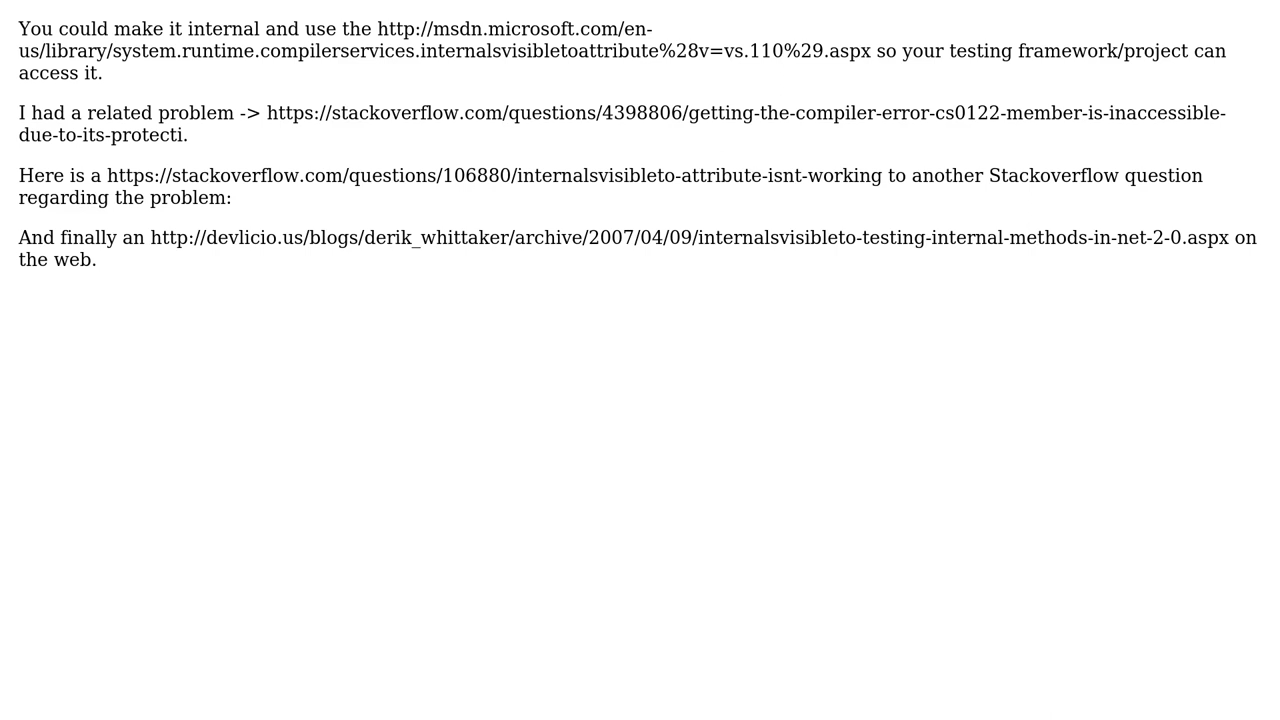 You could make it internal and use the http://msdn.microsoft.com/en-
us/library/system.runtime.compilerservices.internalsvisibletoattribute%28v=vs.110%29.aspx so your testing framework/project can
access it.
I had a related problem -> https://stackoverflow.com/questions/4398806/getting-the-compiler-error-cs0122-member-is-inaccessible-
due-to-its-protecti.
Here is a https://stackoverflow.com/questions/106880/internalsvisibleto-attribute-isnt-working to another Stackoverflow question
regarding the problem:
And finally an http://devlicio.us/blogs/derik_whittaker/archive/2007/04/09/internalsvisibleto-testing-internal-methods-in-net-2-0.aspx on
the web.